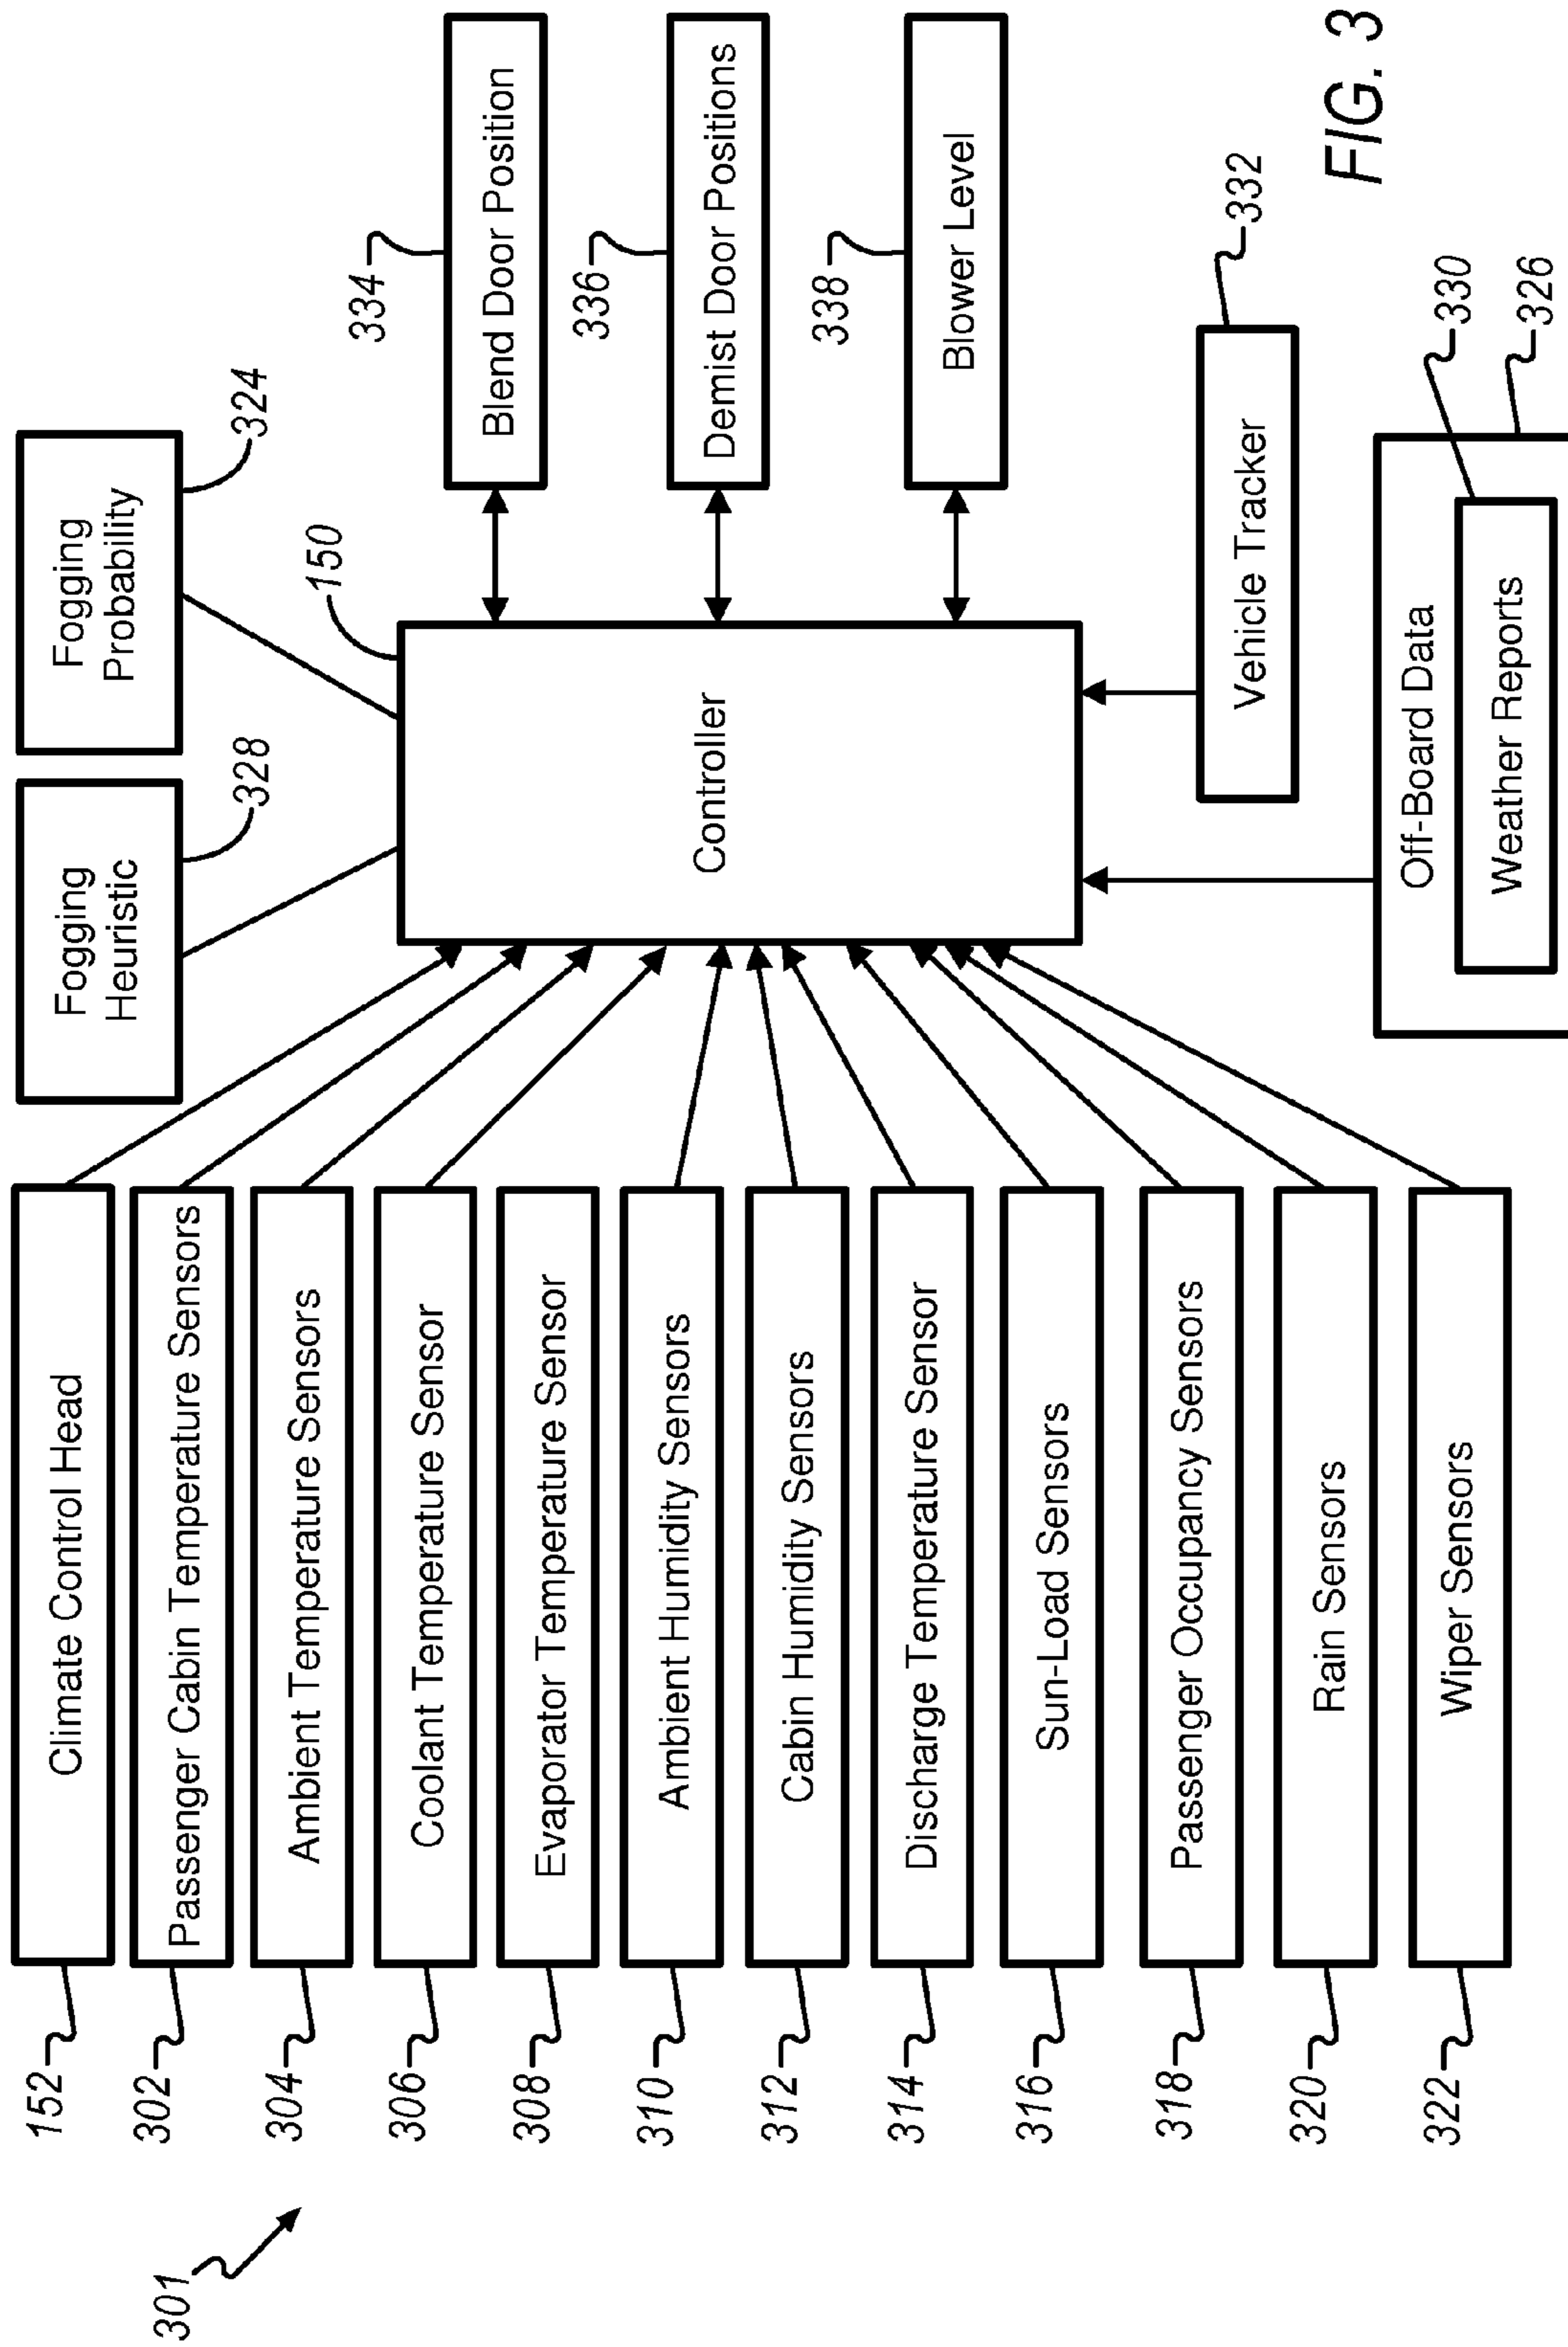 301
152
Climate Control Head
302
Passenger Cabin Temperature Sensors
304
Ambient Temperature Sensors
306
Coolant Temperature Sensor
308
Evaporator Temperature Sensor
310
Ambient Humidity Sensors
312
Cabin Humidity Sensors
314
Discharge Temperature Sensor
316
Sun-Load Sensors
318
Passenger Occupancy Sensors
320
Rain Sensors
322
Wiper Sensors
Fogging
Heuristic
328
Fogging
Probability
324
150
Controller
334
Blend Door Position
336
Demist Door Positions
338
Blower Level
Vehicle Tracker
332
Off-Board Data
Weather Reports
330
326
FIG. 3